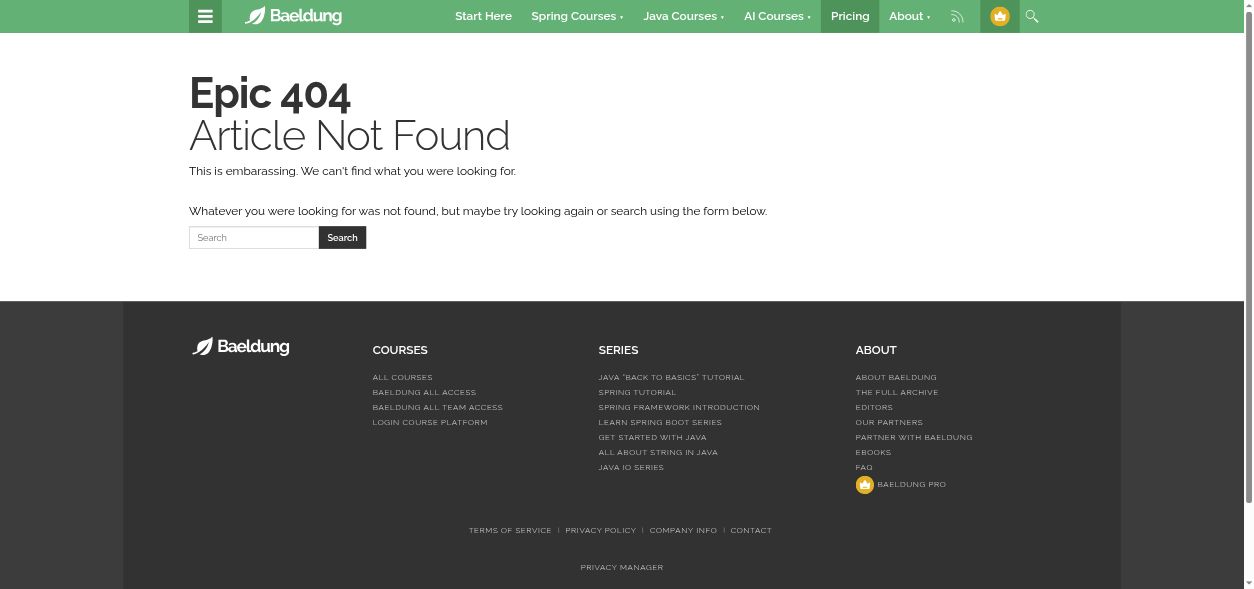 Baeldung
Start Here Spring Courses Java Courses AI Courses Pricing About
Epic 404
Article Not Found
This is embarassing. We can't find what you were looking for.
Whatever you were looking for was not found, but maybe try looking again or search using the form below.
Search Search
Baeldung
COURSES
ALL COURSES
BAELDUNG ALL ACCESS
BAELDUNG ALL TEAM ACCESS
LOGIN COURSE PLATFORM
SERIES
JAVA "BACK TO BASICS" TUTORIAL
SPRING TUTORIAL
SPRING FRAMEWORK INTRODUCTION
LEARN SPRING BOOT SERIES
GET STARTED WITH JAVA
ALL ABOUT STRING IN JAVA
JAVA IO SERIES
ABOUT
ABOUT BAELDUNG
THE FULL ARCHIVE
EDITORS
OUR PARTNERS
PARTNER WITH BAELDUNG
EBOOKS
FAQ
BAELDUNG PRO
TERMS OF SERVICE | PRIVACY POLICY | COMPANY INFO | CONTACT
PRIVACY MANAGER